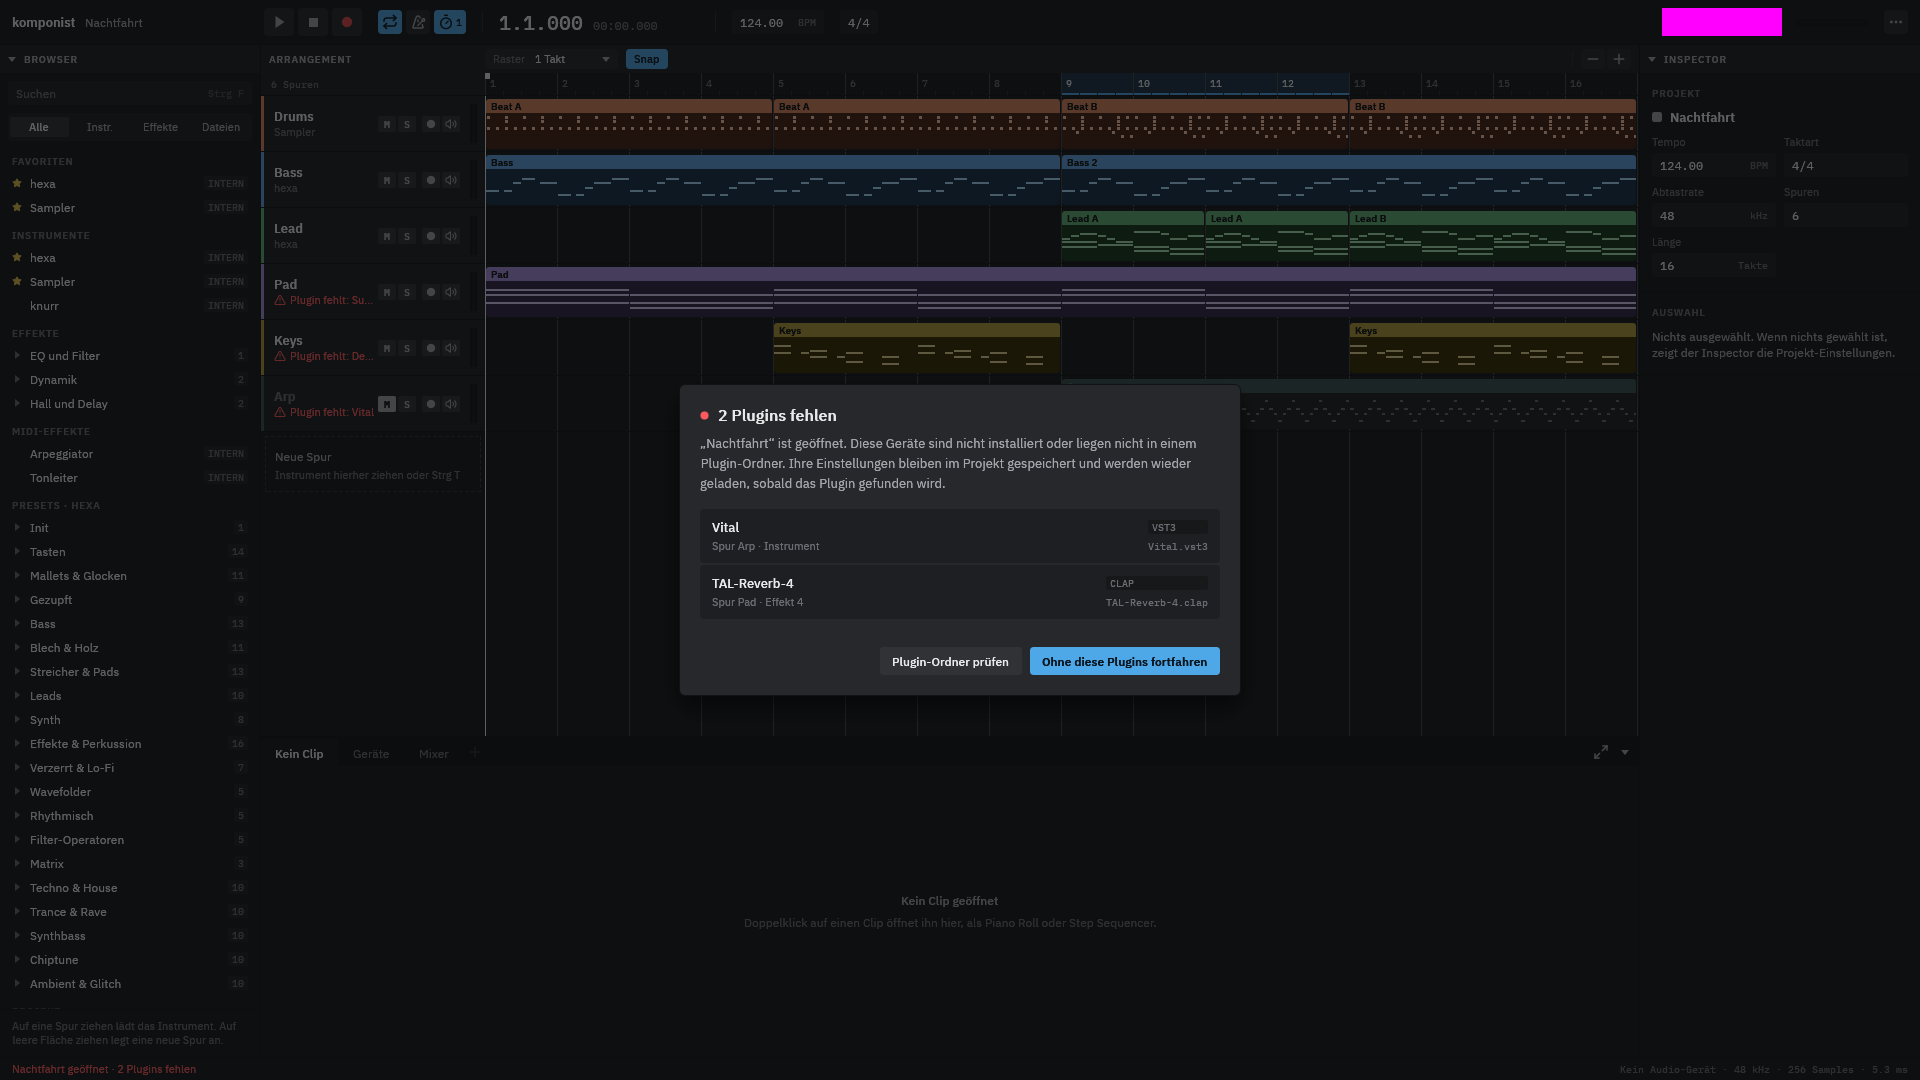 komponist Nachtfahrt
1
1.1.000 00:00.000
124.00 BPM
4/4
BROWSER
Suchen Strg F
Alle Instr. Effekte Dateien
FAVORITEN
hexa INTERN
Sampler INTERN
INSTRUMENTE
hexa INTERN
Sampler INTERN
knurr INTERN
EFFEKTE
EQ und Filter 1
Dynamik 2
Hall und Delay 2
MIDI-EFFEKTE
Arpeggiator INTERN
Tonleiter INTERN
PRESETS · HEXA
Init 1
Tasten 14
Mallets & Glocken 11
Gezupft 9
Bass 13
Blech & Holz 11
Streicher & Pads 13
Leads 10
Synth 8
Effekte & Perkussion 16
Verzerrt & Lo-Fi 7
Wavefolder 5
Rhythmisch 5
Filter-Operatoren 5
Matrix 3
Techno & House 10
Trance & Rave 10
Synthbass 10
Chiptune 10
Ambient & Glitch 10
Auf eine Spur ziehen lädt das Instrument. Auf
leere Fläche ziehen legt eine neue Spur an.
ARRANGEMENT
Raster 1 Takt Snap
6 Spuren
1 2 3 4 5 6 7 8 9 10 11 12 13 14 15 16
Drums
Sampler
M S
Beat A Beat A Beat B Beat B
Bass
hexa
M S
Bass Bass 2
Lead
hexa
M S
Lead A Lead A Lead B
Pad
Plugin fehlt: Su...
M S
Pad
Keys
Plugin fehlt: De...
M S
Keys Keys
Arp
Plugin fehlt: Vital
M S
Neue Spur
Instrument hierher ziehen oder Strg T
2 Plugins fehlen
„Nachtfahrt“ ist geöffnet. Diese Geräte sind nicht installiert oder liegen nicht in einem
Plugin-Ordner. Ihre Einstellungen bleiben im Projekt gespeichert und werden wieder
geladen, sobald das Plugin gefunden wird.
Vital VST3
Spur Arp · Instrument Vital.vst3
TAL-Reverb-4 CLAP
Spur Pad · Effekt 4 TAL-Reverb-4.clap
Plugin-Ordner prüfen Ohne diese Plugins fortfahren
Kein Clip Geräte Mixer
Kein Clip geöffnet
Doppelklick auf einen Clip öffnet ihn hier, als Piano Roll oder Step Sequencer.
INSPECTOR
PROJEKT
Nachtfahrt
Tempo Taktart
124.00 BPM 4/4
Abtastrate Spuren
48 kHz 6
Länge
16 Takte
AUSWAHL
Nichts ausgewählt. Wenn nichts gewählt ist,
zeigt der Inspector die Projekt-Einstellungen.
Nachtfahrt geöffnet · 2 Plugins fehlen
Kein Audio-Gerät · 48 kHz · 256 Samples · 5.3 ms